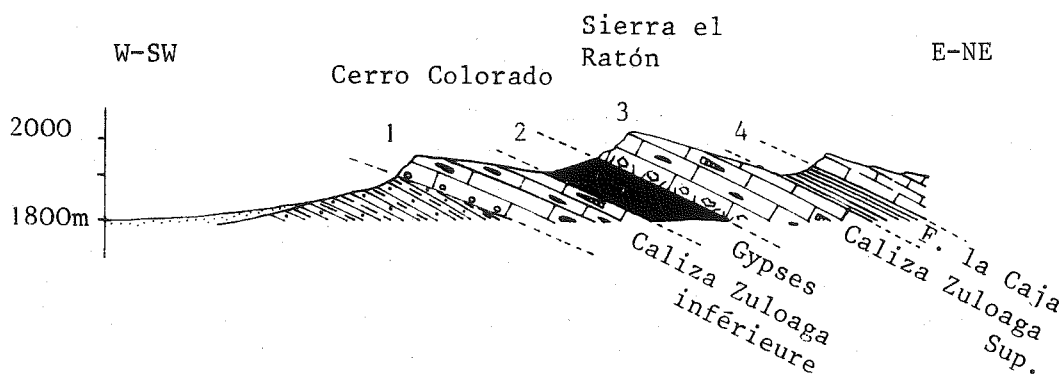 Sierra el
Ratón
W-SW
E-NE
Cerro Colorado
2000
1
2
3
4
1800m
F. la Caja
Caliza Zuloaga
Sup.
Gypses
Caliza Zuloaga
inférieure